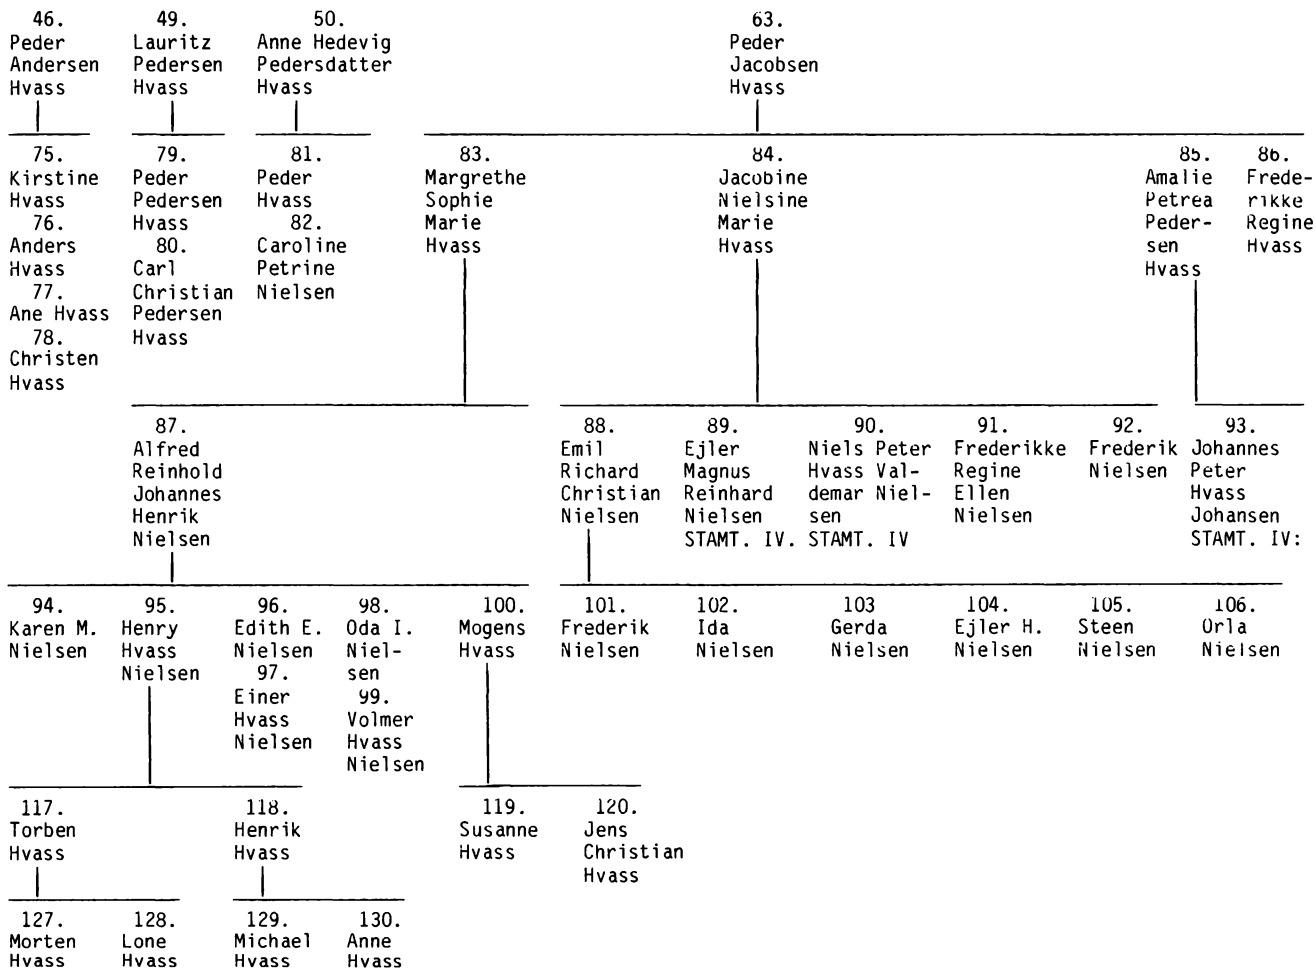 46.
Peder
Andersen
Hvass
49.
Lauritz
Pedersen
Hvass
50.
Anne Hedevig
Pedersdatter
Hvass
63.
Peder
Jacobsen
Hvass
75.
Kirstine
Hvass
76.
Anders
Hvass
77.
Ane Hvass
78.
Christen
Hvass
79.
Peder
Pedersen
Hvass
80.
Carl
Christian
Pedersen
Hvass
81.
Peder
Hvass
82.
Caroline
Petrine
Nielsen
83.
Margrethe
Sophie
Marie
Hvass
84.
Jacobine
Nielsine
Marie
Hvass
85.
Amalie
Petrea
Peder-
sen
Hvass
86.
Frede-
rikke
Regine
Hvass
87.
Alfred
Reinhold
Johannes
Henrik
Nielsen
88.
Emil
Richard
Christian
Nielsen
89.
Ejler
Magnus
Reinhard
Nielsen
STAMT. IV.
90.
Niels Peter
Hvass Val-
demar Niel-
sen
STAMT. IV
91.
Frederikke
Regine
Ellen
Nielsen
92.
Frederik
Nielsen
93.
Johannes
Peter
Hvass
Johansen
STAMT. IV:
94.
Karen M.
Nielsen
95.
Henry
Hvass
Nielsen
96.
Edith E.
Nielsen
97.
Einer
Hvass
Nielsen
98.
Oda I.
Niel-
sen
99.
Volmer
Hvass
Nielsen
100.
Mogens
Hvass
101.
Frederik
Nielsen
102.
Ida
Nielsen
103
Gerda
Nielsen
104.
Ejler H.
Nielsen
105.
Steen
Nielsen
106.
Orla
Nielsen
117.
Torben
Hvass
118.
Henrik
Hvass
119.
Susanne
Hvass
120.
Jens
Christian
Hvass
127.
Morten
Hvass
128.
Lone
Hvass
129.
Michael
Hvass
130.
Anne
Hvass